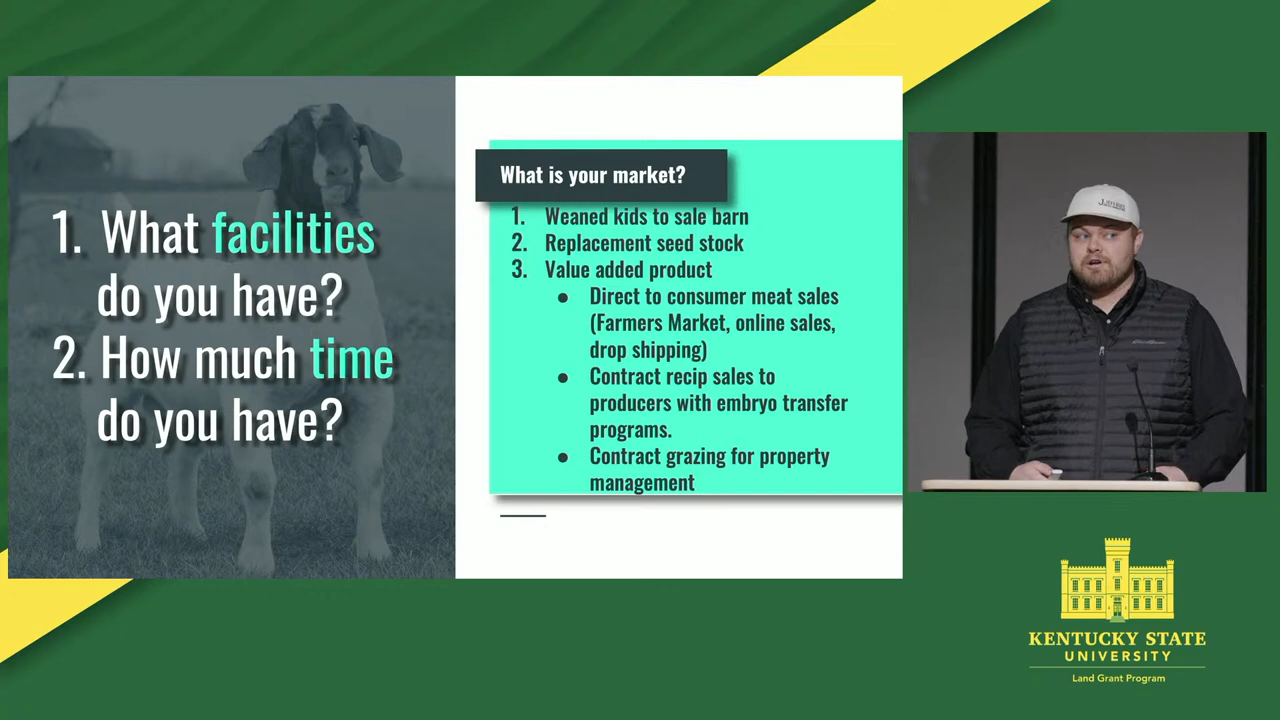 1. What facilities
do you have?
2. How much time
do you have?
What is your market?
1. Weaned kids to sale barn
2. Replacement seed stock
3. Value added product
● Direct to consumer meat sales
(Farmers Market, online sales,
drop shipping)
● Contract recip sales to
producers with embryo transfer
programs.
● Contract grazing for property
management
KENTUCKY STATE
UNIVERSITY
Land Grant Program